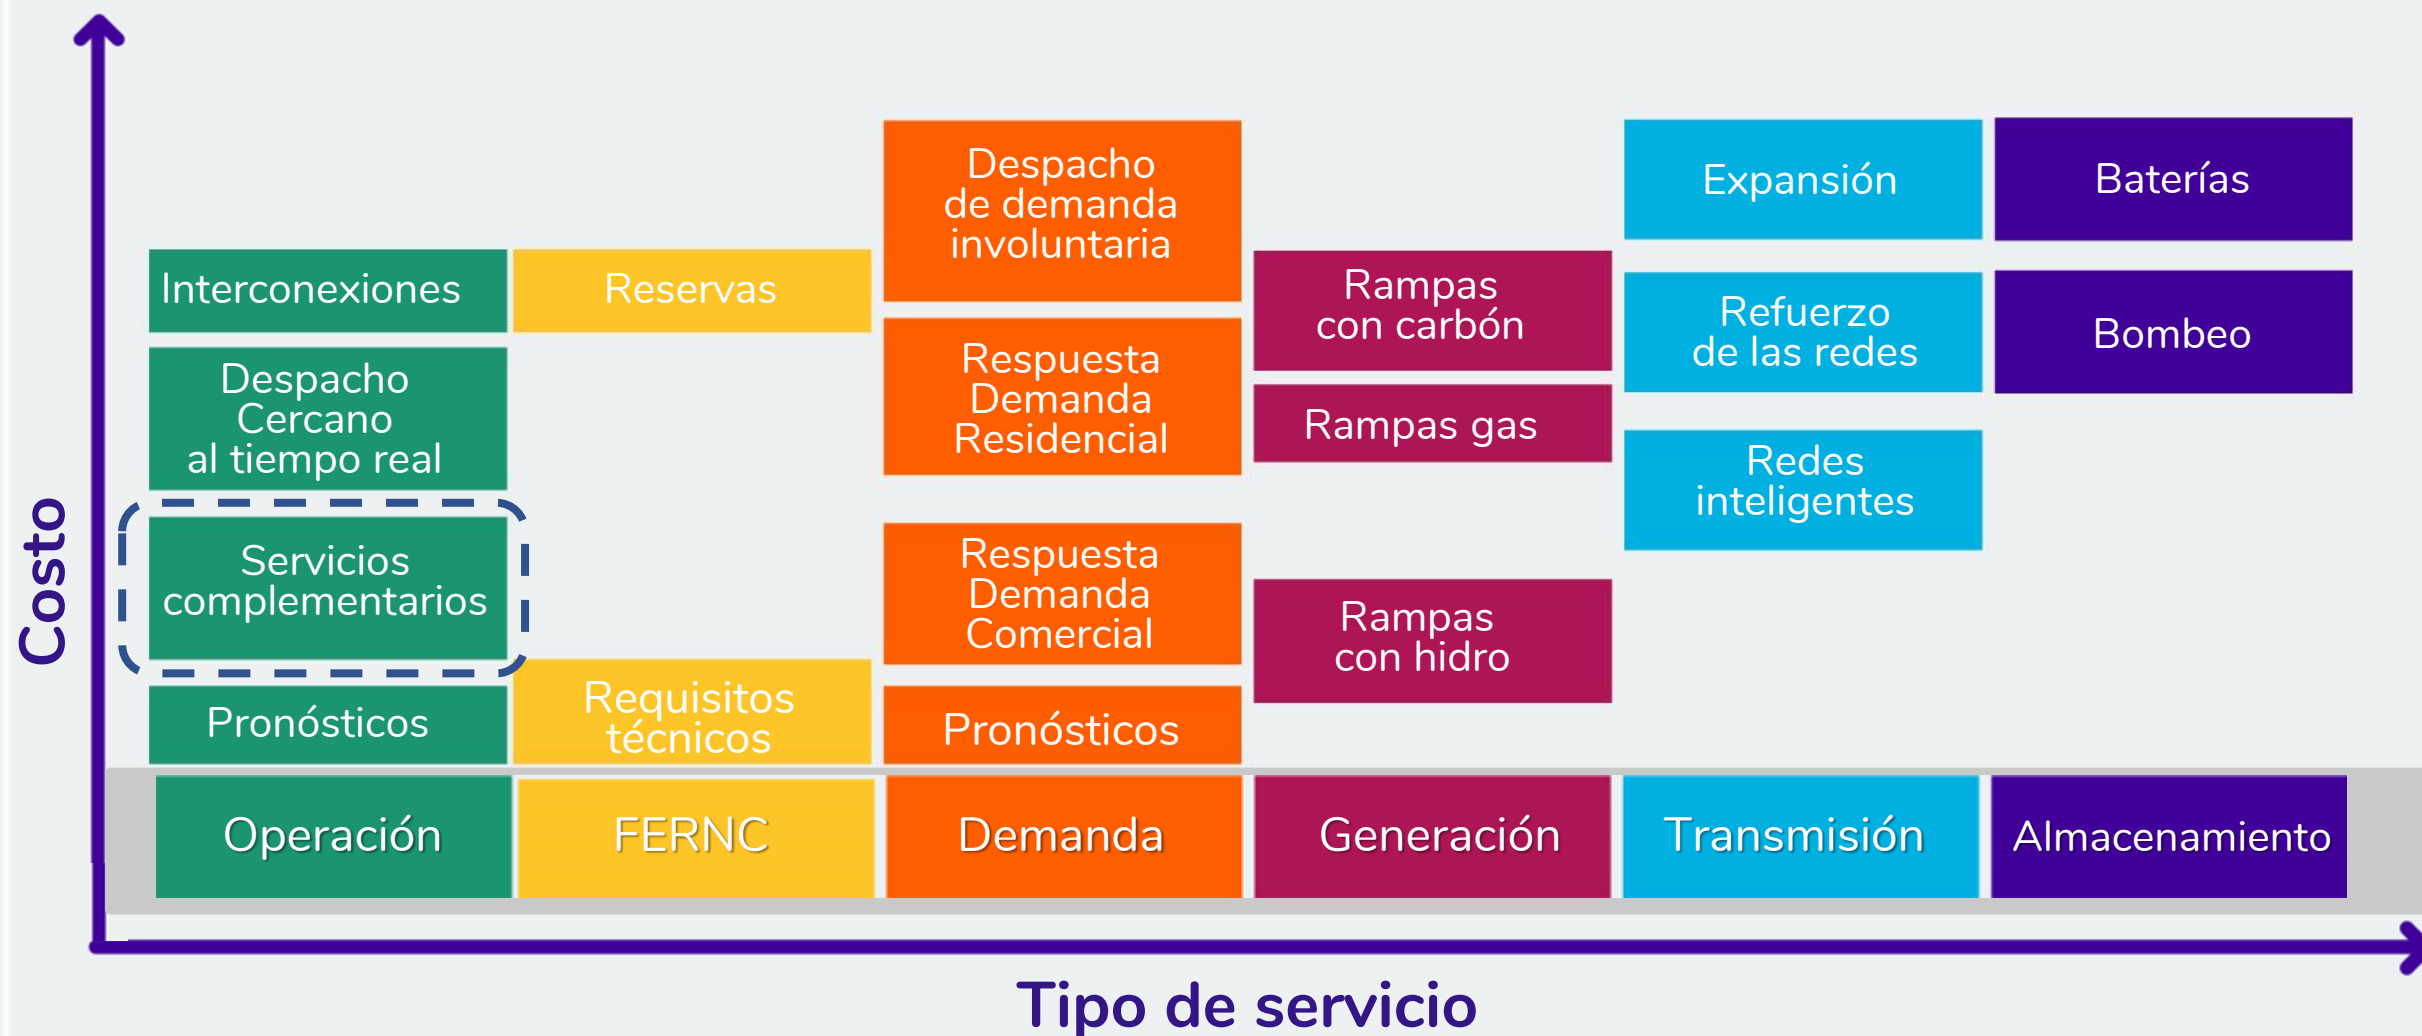 Costo
Interconexiones
Despacho
Cercano
al tiempo real
Servicios
complementarios
Pronósticos
Operación
Reservas
Requisitos
técnicos
FERNC
Despacho
de demanda
involuntaria
Respuesta
Demanda
Residencial
Respuesta
Demanda
Comercial
Pronósticos
Demanda
Rampas
con carbón
Rampas gas
Rampas
con hidro
Generación
Expansión
Refuerzo
de las redes
Redes
inteligentes
Transmisión
Baterías
Bombeo
Almacenamiento
Tipo de servicio